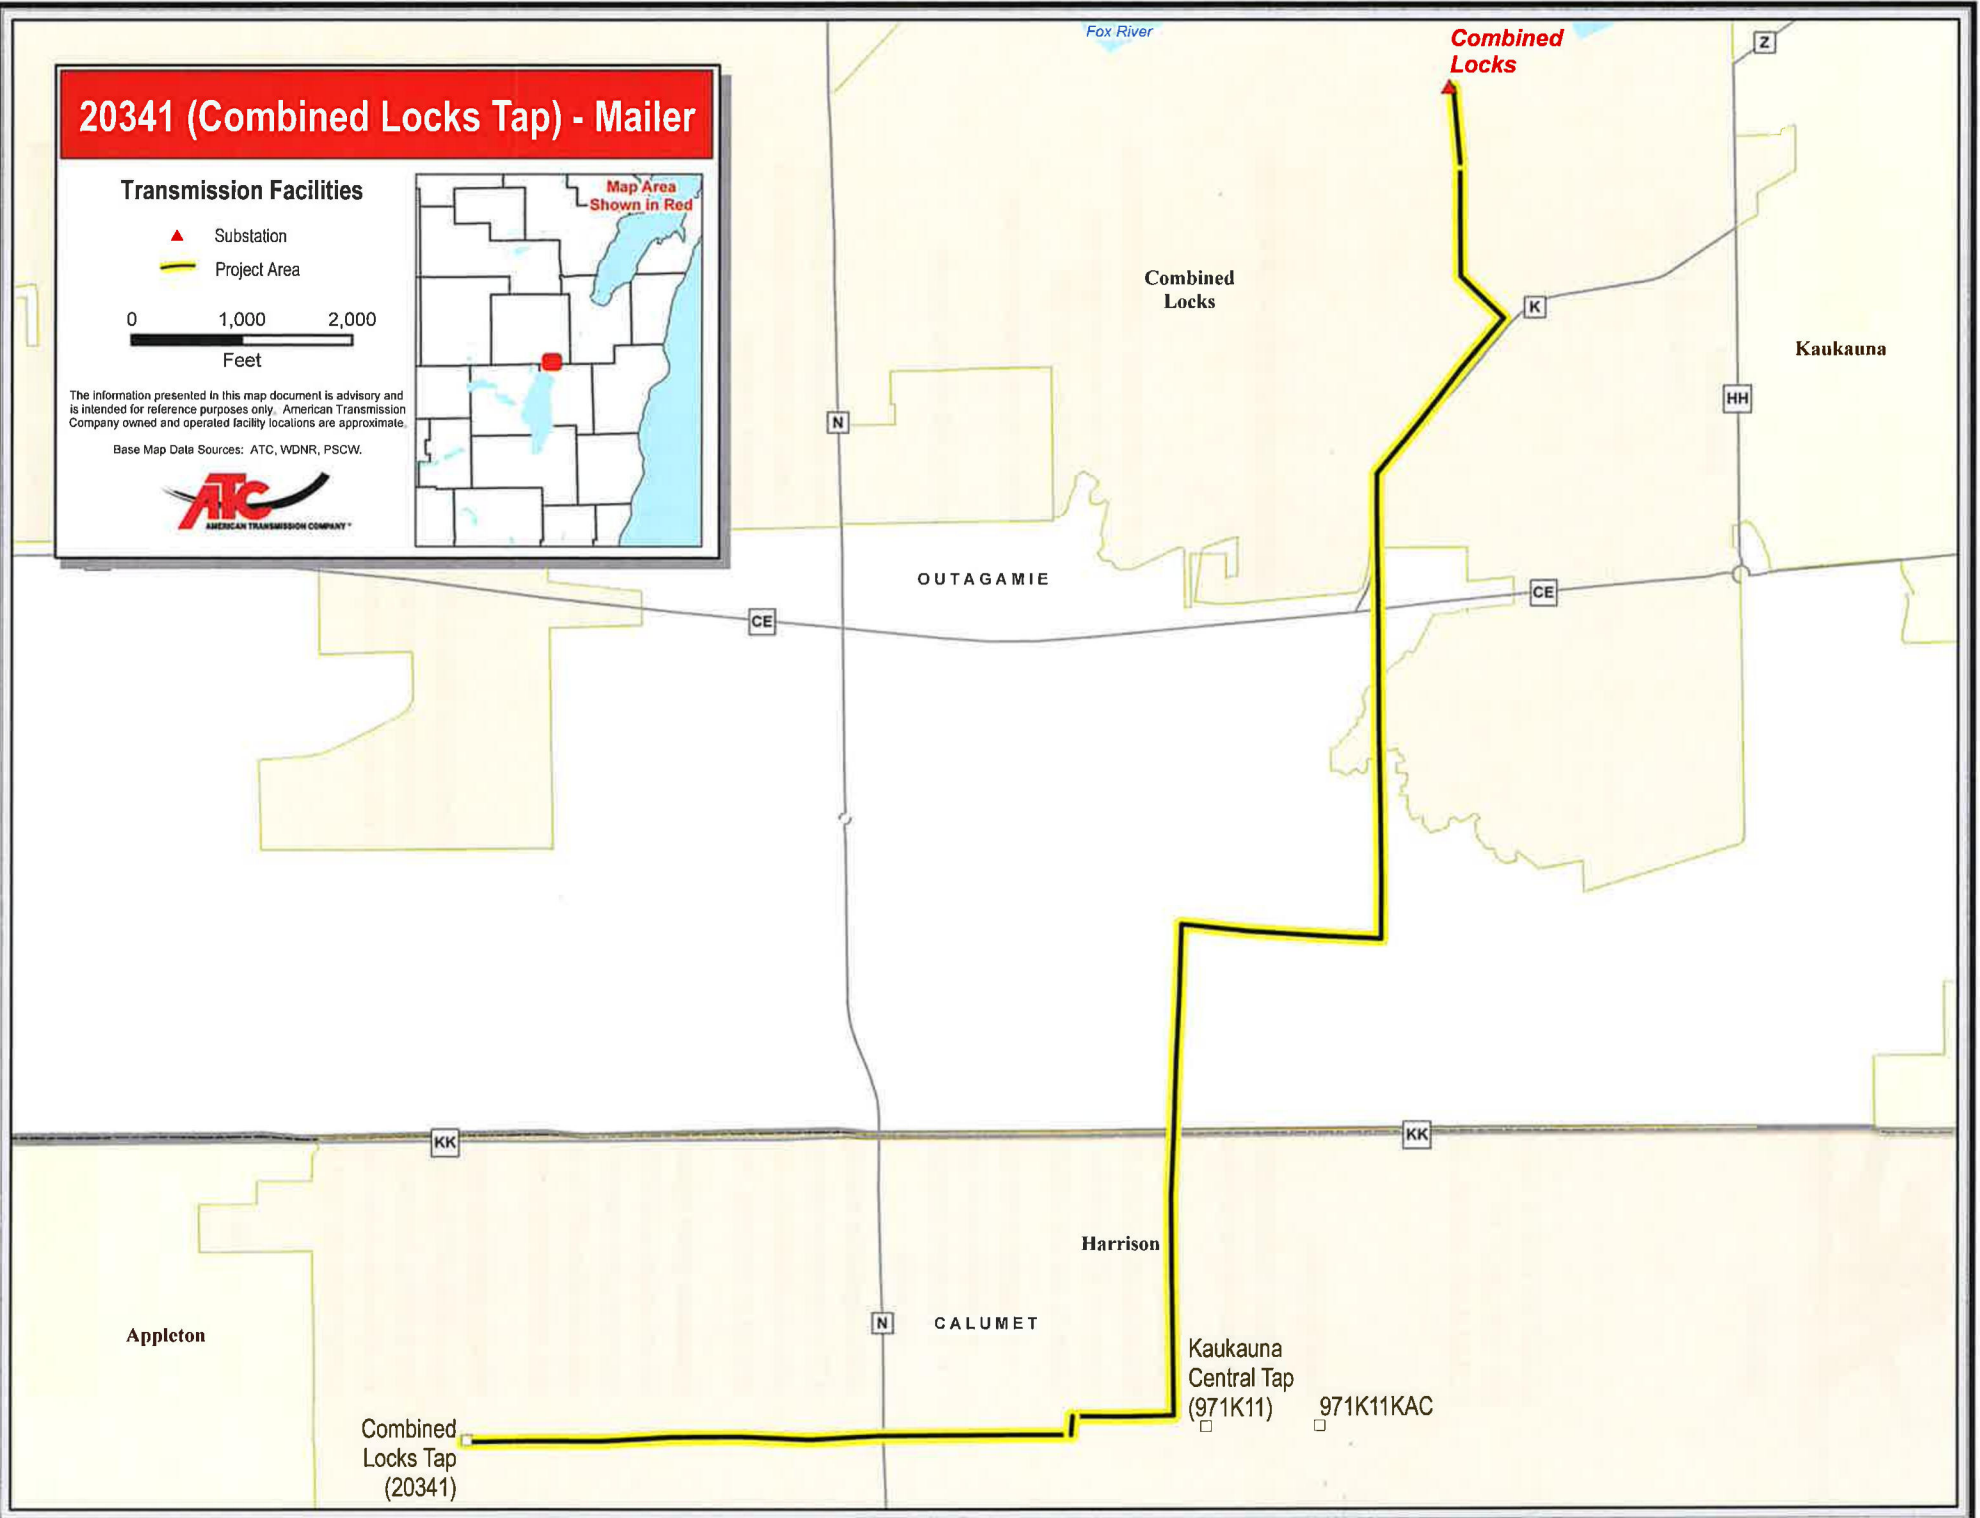 20341 (Combined Locks Tap) - Mailer
Transmission Facilities
Substation
Project Area
0 1,000 2,000
Feet
The information presented in this map document is advisory and
is intended for reference purposes only. American Transmission
Company owned and operated facility locations are approximate.
Base Map Data Sources: ATC, WDNR, PSCW.
ATC
AMERICAN TRANSMISSION COMPANY®
Map Area
Shown in Red
Fox River
Combined
Locks
Z
Combined
Locks
K
Kaukauna
HH
N
OUTAGAMIE
CE
CE
KK
KK
Harrison
Appleton
N
CALUMET
Kaukauna
Central Tap
(971K11)
971K11KAC
Combined
Locks Tap
(20341)